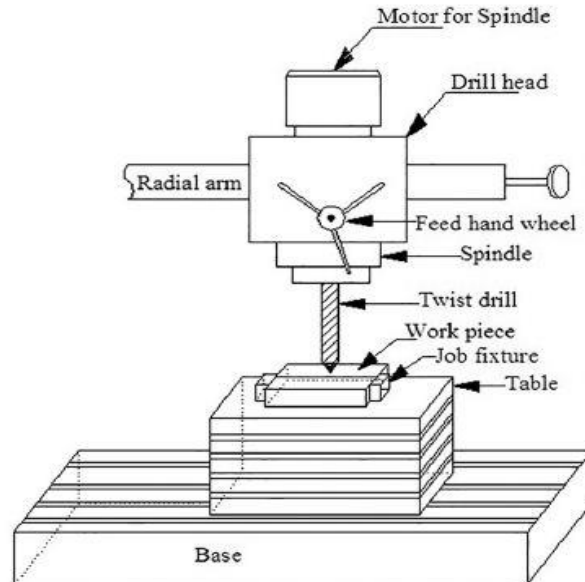 Motor for Spindle
Drill head
Radial arm
Feed hand wheel
Spindle
Twist drill
Work piece
Job fixture
Table
Base